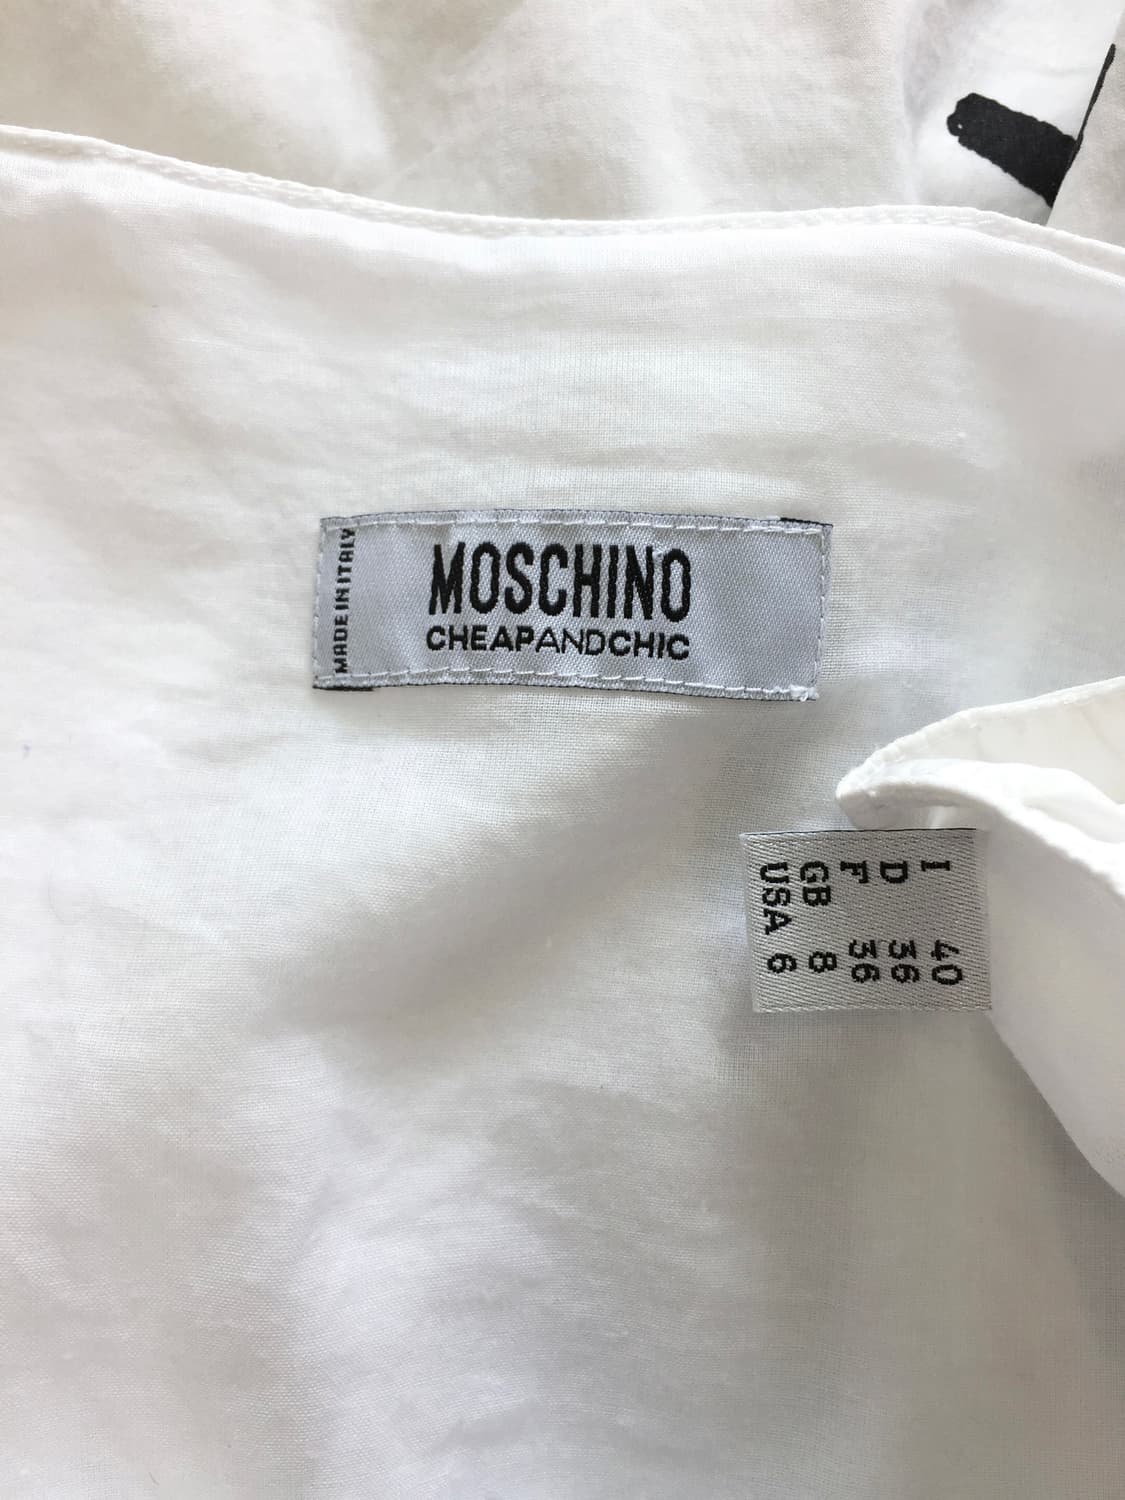 MADE IN ITALY
MOSCHINO
CHEAPANDCHIC
I 40
D 36
F 36
GB 8
USA 6